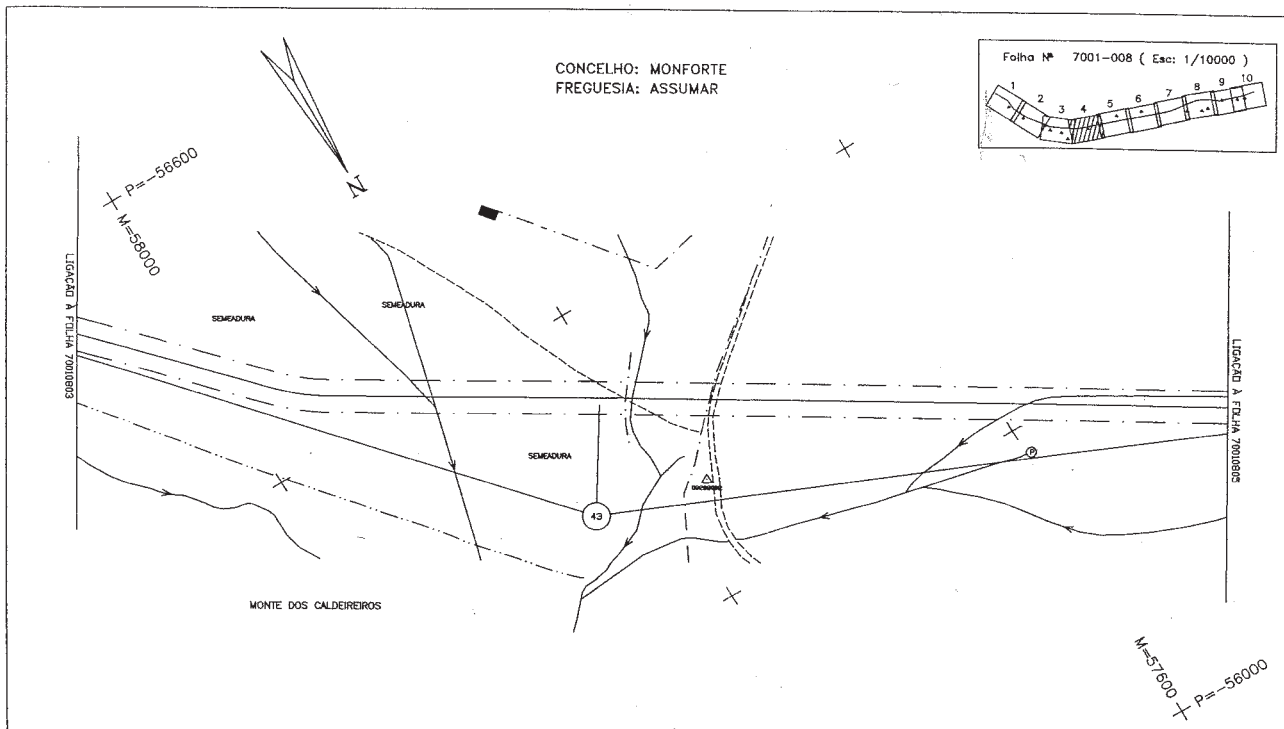 CONCELHO: MONFORTE
FREGUESIA: ASSUMAR
Folha Nº 7001-008 ( Esc: 1/10000 )
1
2
3
4
5
6
7
8
9
10
N
P=-56600
M=58000
LIGAÇÃO À FOLHA 70010803
SEMEADURA
SEMEADURA
SEMEADURA
43
P
MONTE DOS CALDEIREIROS
LIGAÇÃO À FOLHA 70010805
M=57600
P=-56000